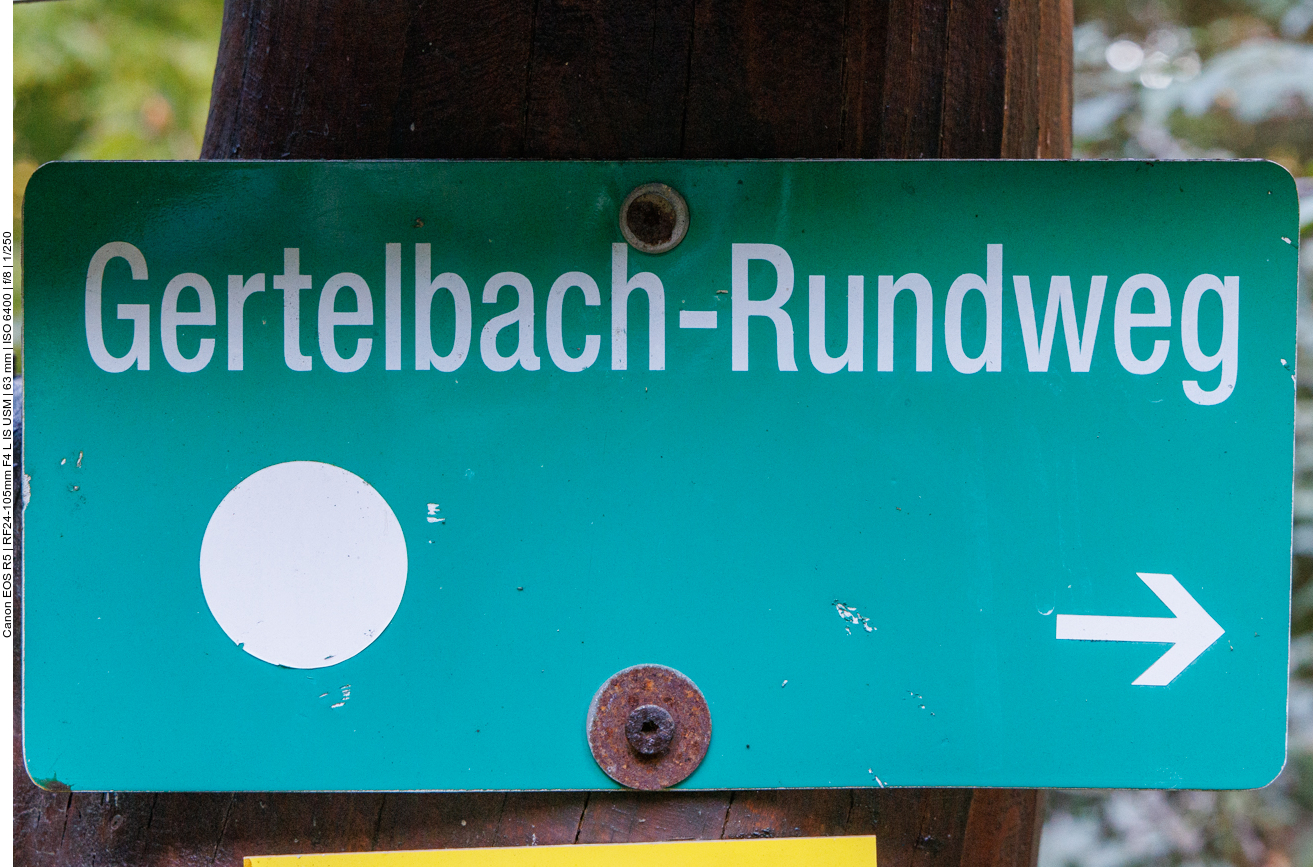 Gertelbach-Rundweg
Canon EOS R5 | RF24-105mm F4 L IS USM | 63 mm | ISO 6400 | f/8 | 1/250